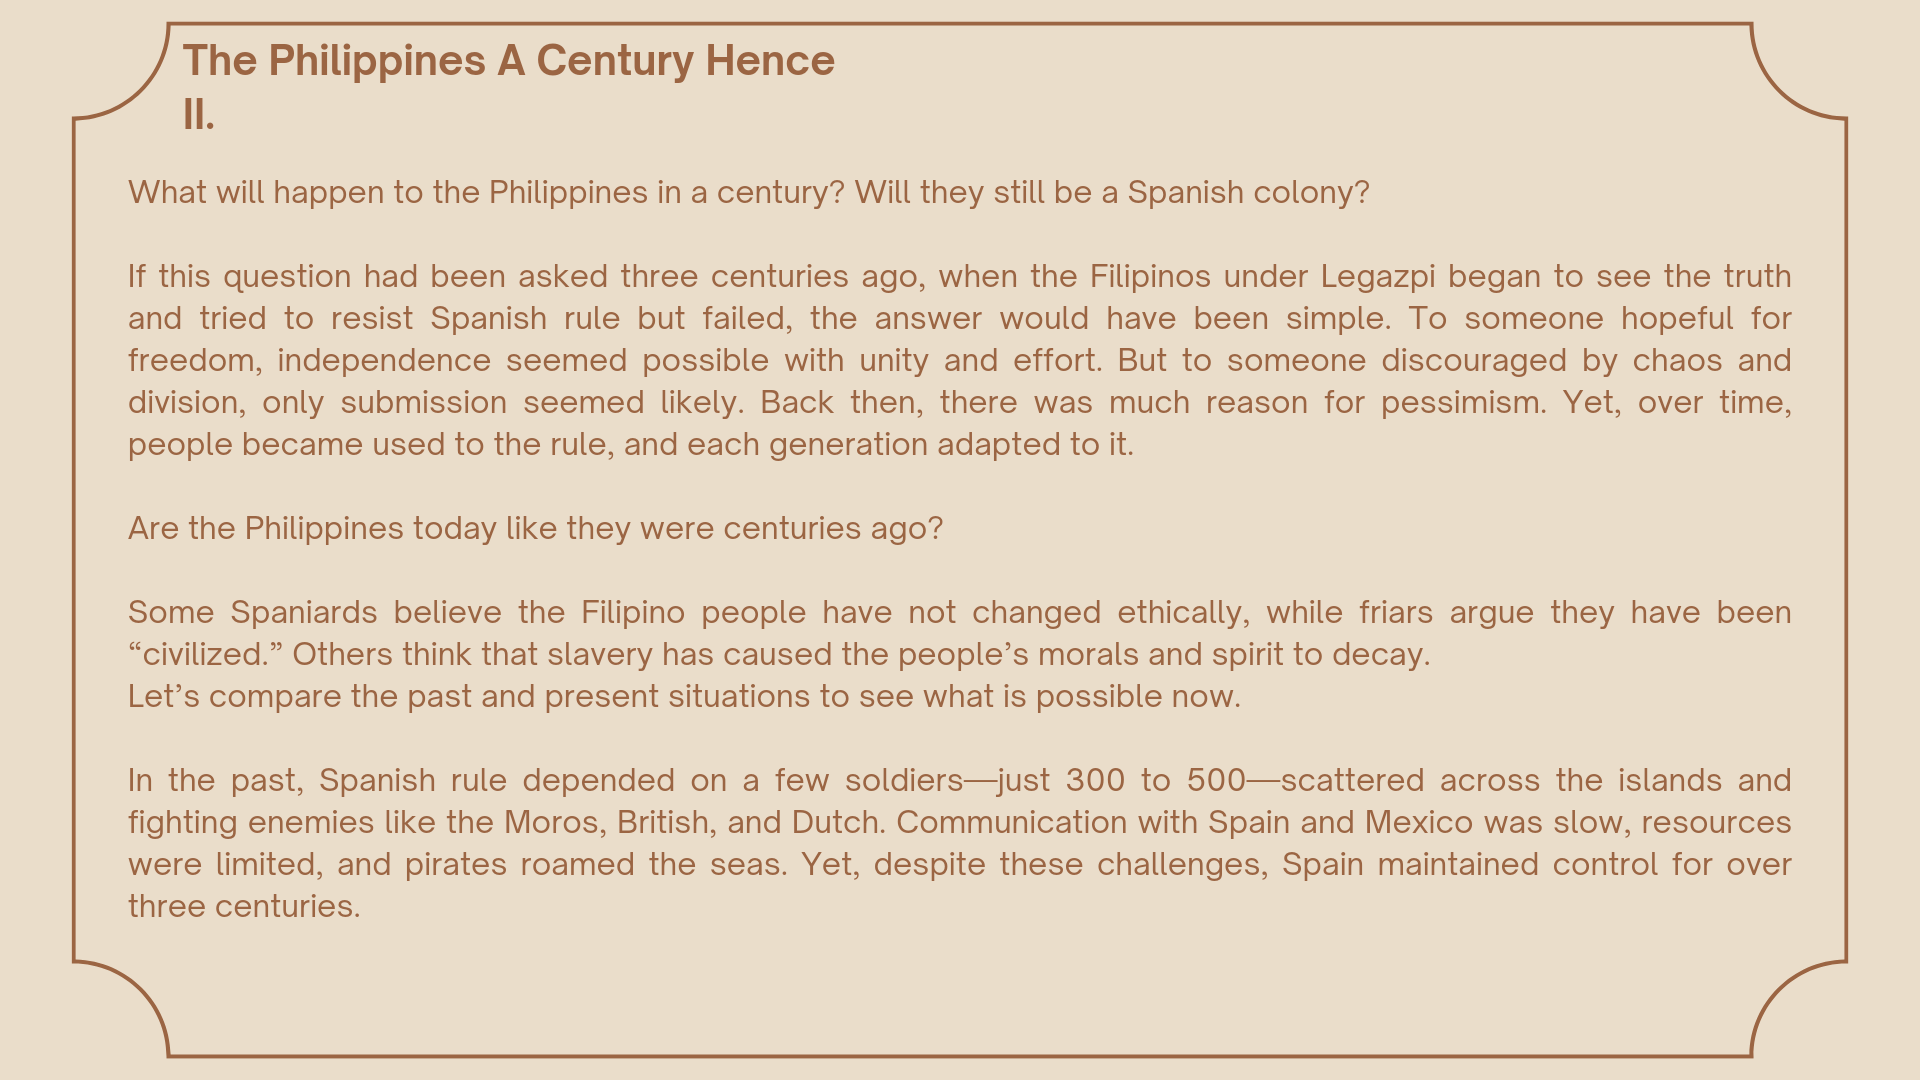 The Philippines A Century Hence
II.
What will happen to the Philippines in a century? Will they still be a Spanish colony?
If this question had been asked three centuries ago, when the Filipinos under Legazpi began to see the truth
and tried to resist Spanish rule but failed, the answer would have been simple. To someone hopeful for
freedom, independence seemed possible with unity and effort. But to someone discouraged by chaos and
division, only submission seemed likely. Back then, there was much reason for pessimism. Yet, over time,
people became used to the rule, and each generation adapted to it.
Are the Philippines today like they were centuries ago?
Some Spaniards believe the Filipino people have not changed ethically, while friars argue they have been
“civilized.” Others think that slavery has caused the people’s morals and spirit to decay.
Let’s compare the past and present situations to see what is possible now.
In the past, Spanish rule depended on a few soldiers—just 300 to 500—scattered across the islands and
fighting enemies like the Moros, British, and Dutch. Communication with Spain and Mexico was slow, resources
were limited, and pirates roamed the seas. Yet, despite these challenges, Spain maintained control for over
three centuries.